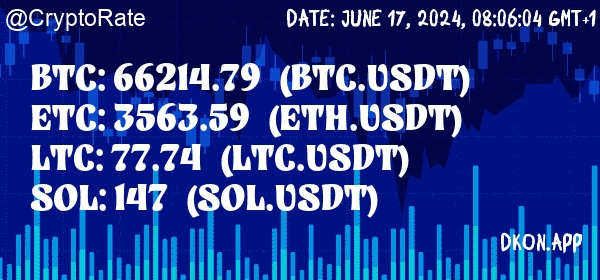 @CryptoRate
DATE: JUNE 17, 2024, 08:06:04 GMT+1
BTC: 66214.79 (BTC.USDT)
ETC: 3563.59 (ETH.USDT)
LTC: 77.74 (LTC.USDT)
SOL: 147 (SOL.USDT)
DKON.APP